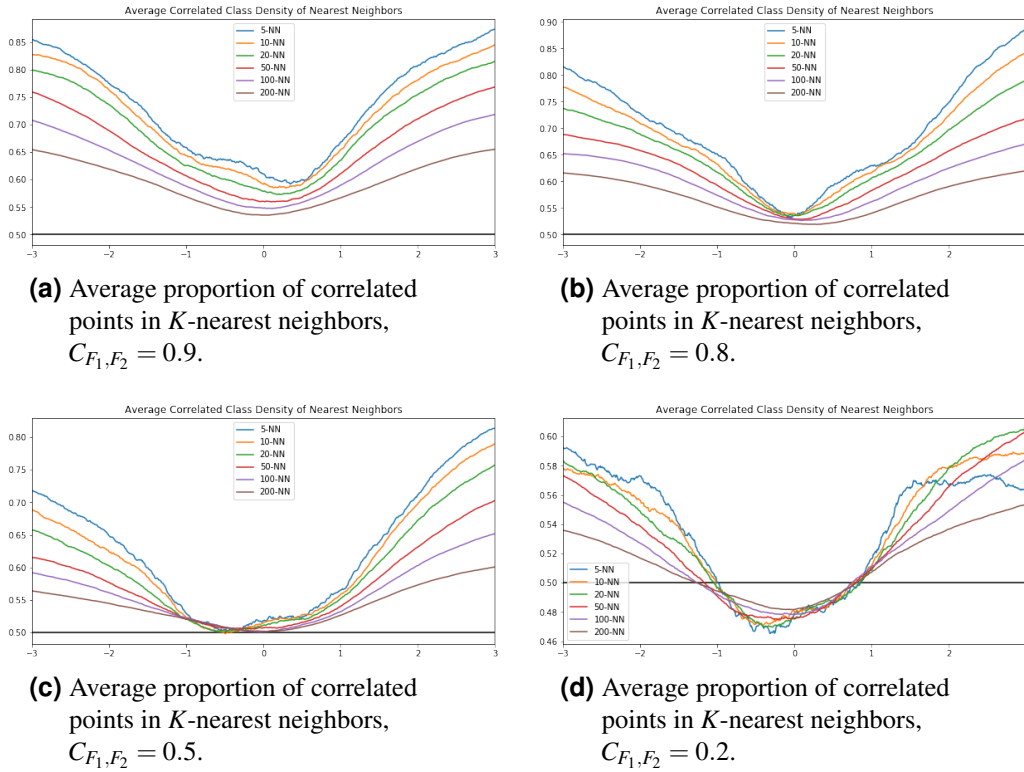 Average Correlated Class Density of Nearest Neighbors
0.85
0.80
0.75
0.70
0.65
0.60
0.55
0.50
5-NN
10-NN
20-NN
50-NN
100-NN
200-NN
−3 −2 −1 0 1 2 3
(a) Average proportion of correlated
points in K-nearest neighbors,
C_{F_1,F_2} = 0.9.
Average Correlated Class Density of Nearest Neighbors
0.90
0.85
0.80
0.75
0.70
0.65
0.60
0.55
0.50
5-NN
10-NN
20-NN
50-NN
100-NN
200-NN
−3 −2 −1 0 1 2 3
(b) Average proportion of correlated
points in K-nearest neighbors,
C_{F_1,F_2} = 0.8.
Average Correlated Class Density of Nearest Neighbors
0.80
0.75
0.70
0.65
0.60
0.55
0.50
5-NN
10-NN
20-NN
50-NN
100-NN
200-NN
−3 −2 −1 0 1 2 3
(c) Average proportion of correlated
points in K-nearest neighbors,
C_{F_1,F_2} = 0.5.
Average Correlated Class Density of Nearest Neighbors
0.60
0.58
0.56
0.54
0.52
0.50
0.48
0.46
5-NN
10-NN
20-NN
50-NN
100-NN
200-NN
−3 −2 −1 0 1 2 3
(d) Average proportion of correlated
points in K-nearest neighbors,
C_{F_1,F_2} = 0.2.